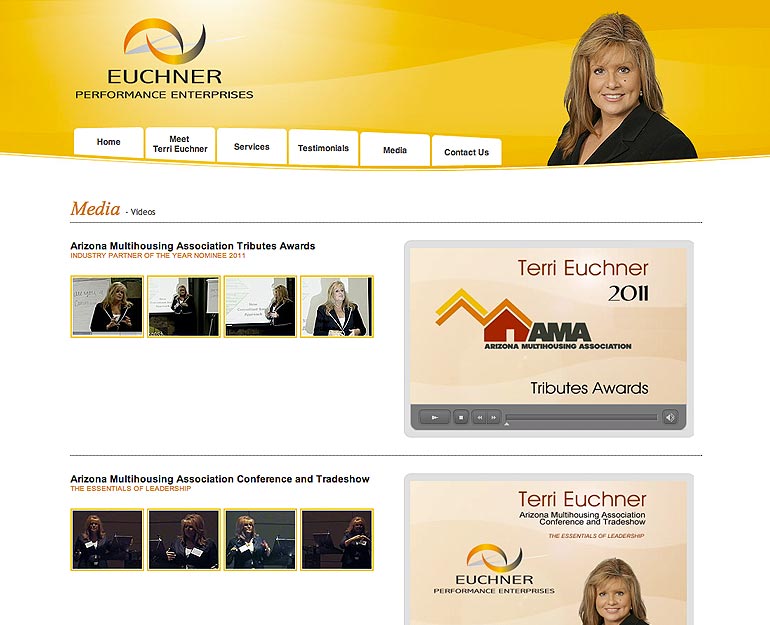 EUCHNER
PERFORMANCE ENTERPRISES
Home
Meet
Terri Euchner
Services
Testimonials
Media
Contact Us
Media - Videos
Arizona Multihousing Association Tributes Awards
INDUSTRY PARTNER OF THE YEAR NOMINEE 2011
Terri Euchner
2011
AMA
ARIZONA MULTIHOUSING ASSOCIATION
Tributes Awards
Arizona Multihousing Association Conference and Tradeshow
THE ESSENTIALS OF LEADERSHIP
Terri Euchner
Arizona Multihousing Association
Conference and Tradeshow
THE ESSENTIALS OF LEADERSHIP
EUCHNER
PERFORMANCE ENTERPRISES